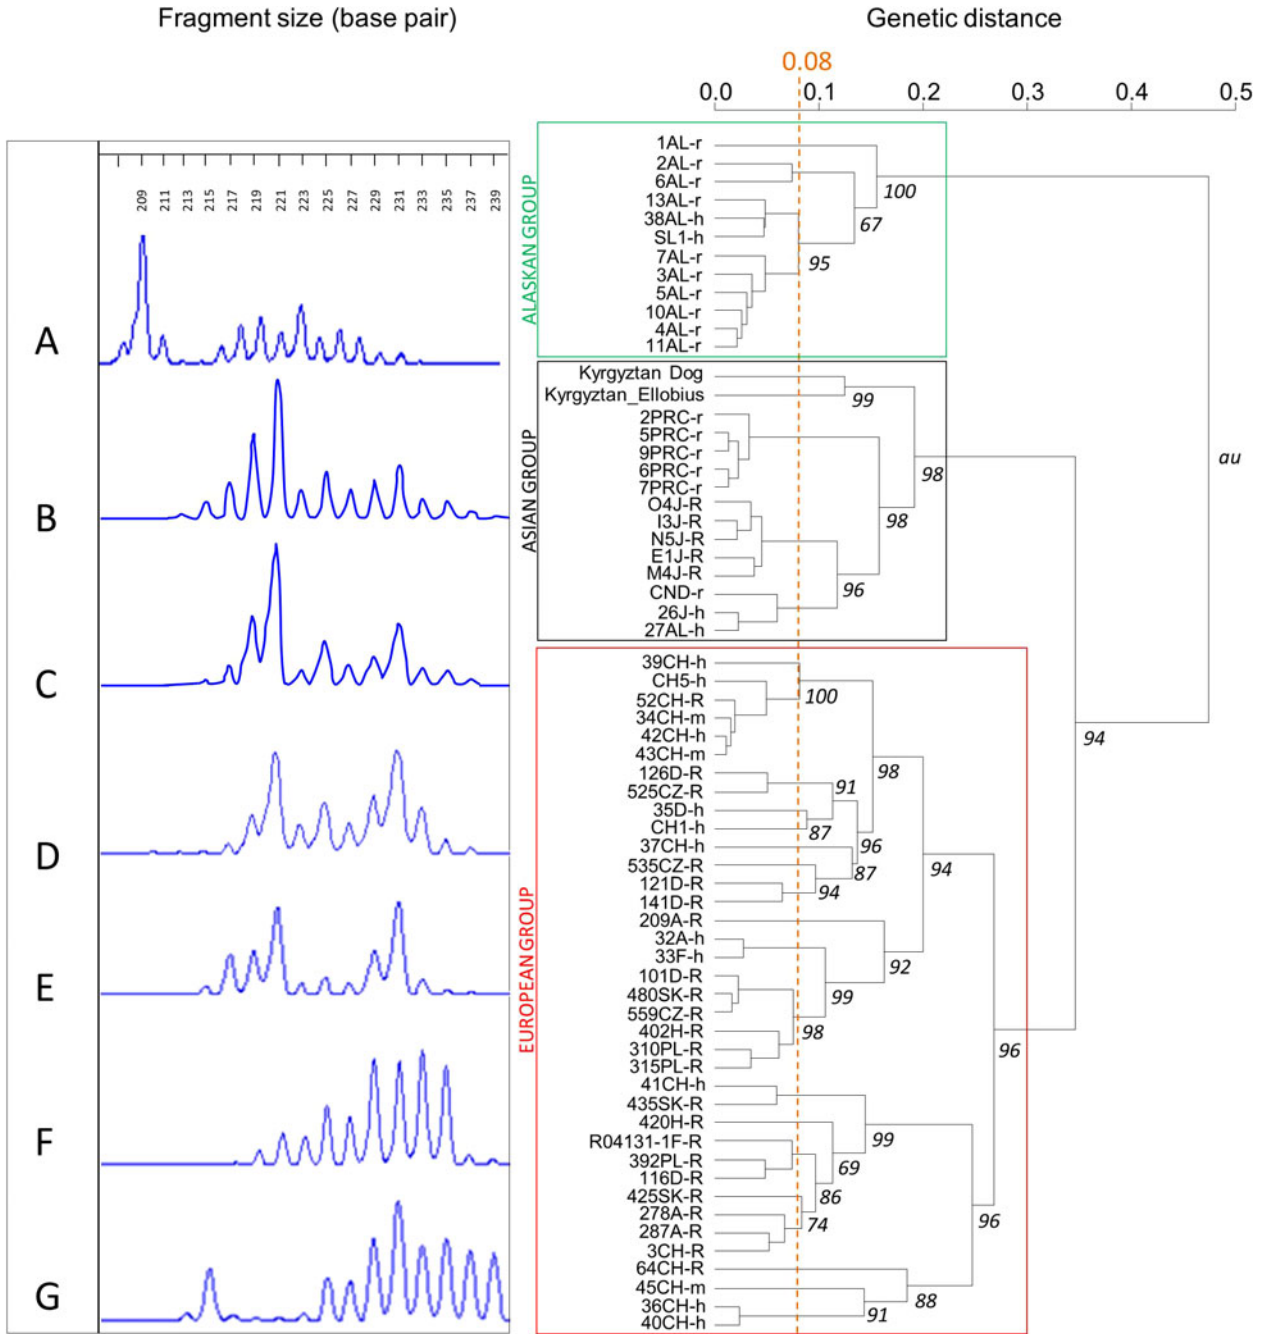 Fragment size (base pair)
Genetic distance
0.08
0.0 0.1 0.2 0.3 0.4 0.5
209 211 213 215 217 219 221 223 225 227 229 231 233 235 237 239
A
B
C
D
E
F
G
ALASKAN GROUP
1AL-r
2AL-r
6AL-r
13AL-r
38AL-h
SL1-h
7AL-r
3AL-r
5AL-r
10AL-r
4AL-r
11AL-r
100
67
95
ASIAN GROUP
Kyrgyztan Dog
Kyrgyztan_Ellobius
2PRC-r
5PRC-r
9PRC-r
6PRC-r
7PRC-r
O4J-R
I3J-R
N5J-R
E1J-R
M4J-R
CND-r
26J-h
27AL-h
99
98
98
96
au
EUROPEAN GROUP
39CH-h
CH5-h
52CH-R
34CH-m
42CH-h
43CH-m
126D-R
525CZ-R
35D-h
CH1-h
37CH-h
535CZ-R
121D-R
141D-R
209A-R
32A-h
33F-h
101D-R
480SK-R
559CZ-R
402H-R
310PL-R
315PL-R
41CH-h
435SK-R
420H-R
R04131-1F-R
392PL-R
116D-R
425SK-R
278A-R
287A-R
3CH-R
64CH-R
45CH-m
36CH-h
40CH-h
100
94
98
91
87
96
87
94
94
92
99
98
96
99
69
86
74
96
88
91